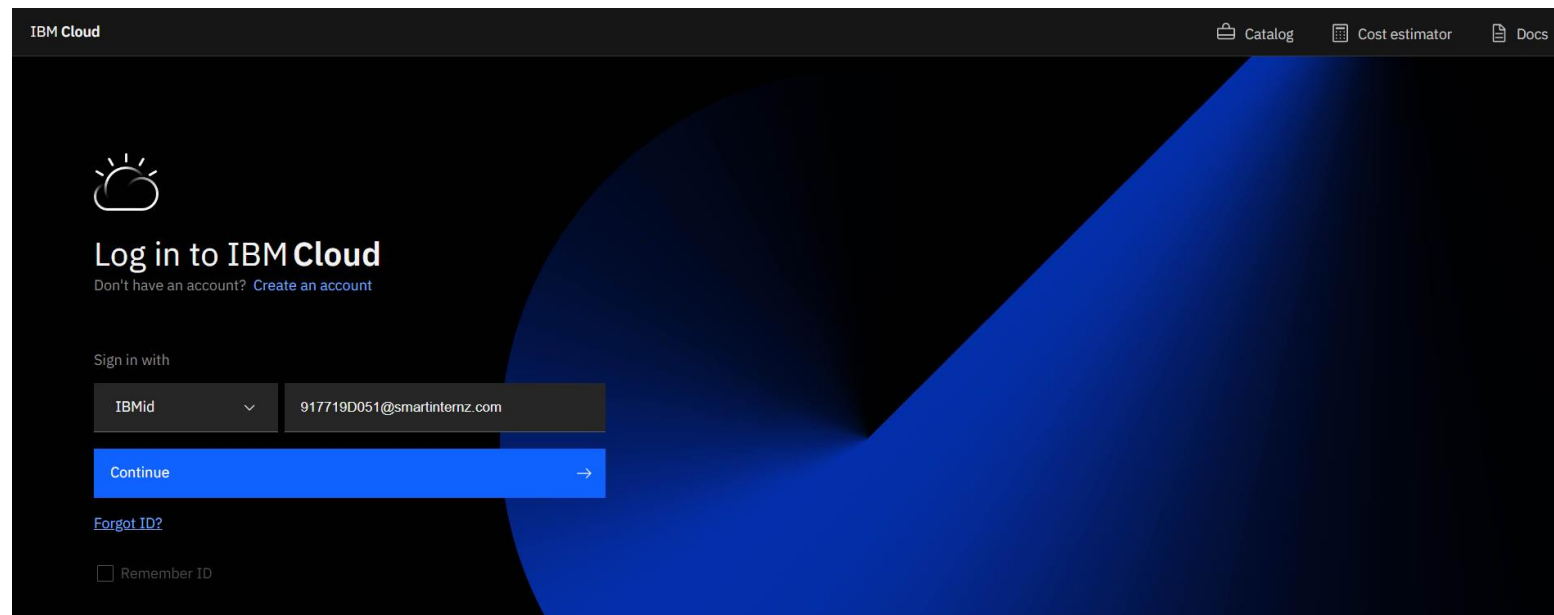 IBM Cloud
Catalog
Cost estimator
Docs
Log in to IBM Cloud
Don't have an account? Create an account
Sign in with
IBMid
917719D051@smartinternz.com
Continue
Forgot ID?
Remember ID